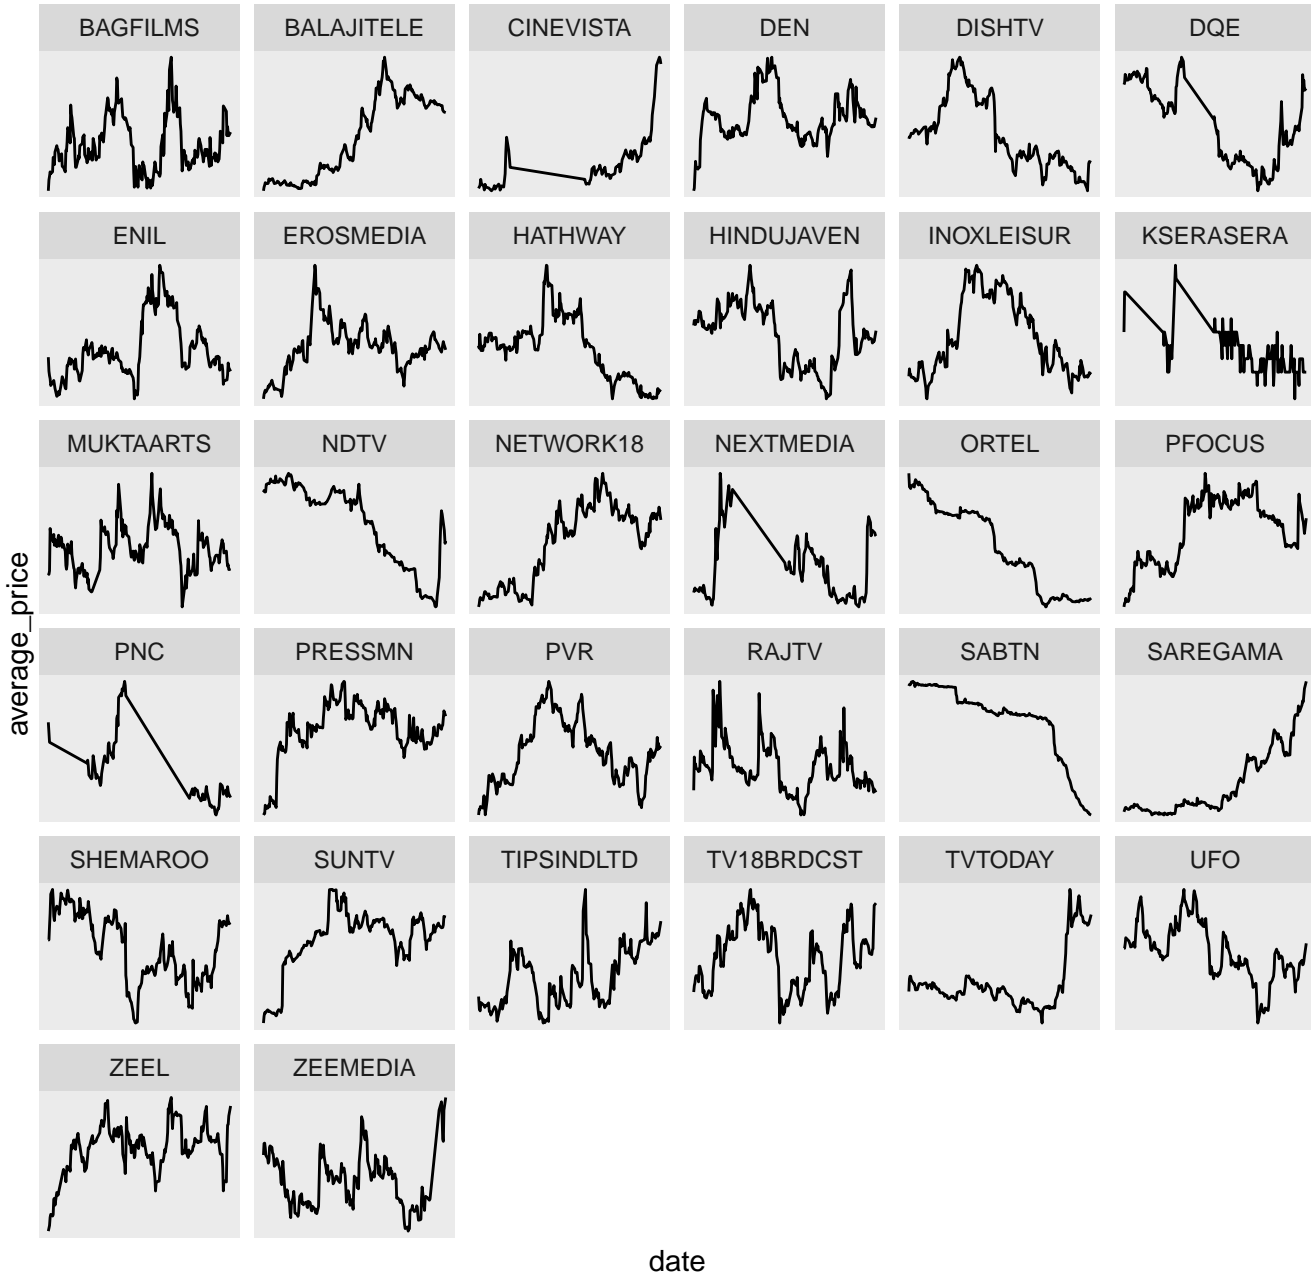 BAGFILMS BALAJITELE CINEVISTA DEN DISHTV DQE
ENIL EROSMEDIA HATHWAY HINDUJAVEN INOXLEISUR KSERASERA
MUKTAARTS NDTV NETWORK18 NEXTMEDIA ORTEL PFOCUS
average_price
PNC PRESSMN PVR RAJTV SABTN SAREGAMA
SHEMAROO SUNTV TIPSINDLTD TV18BRDCST TVTODAY UFO
ZEEL ZEEMEDIA
date